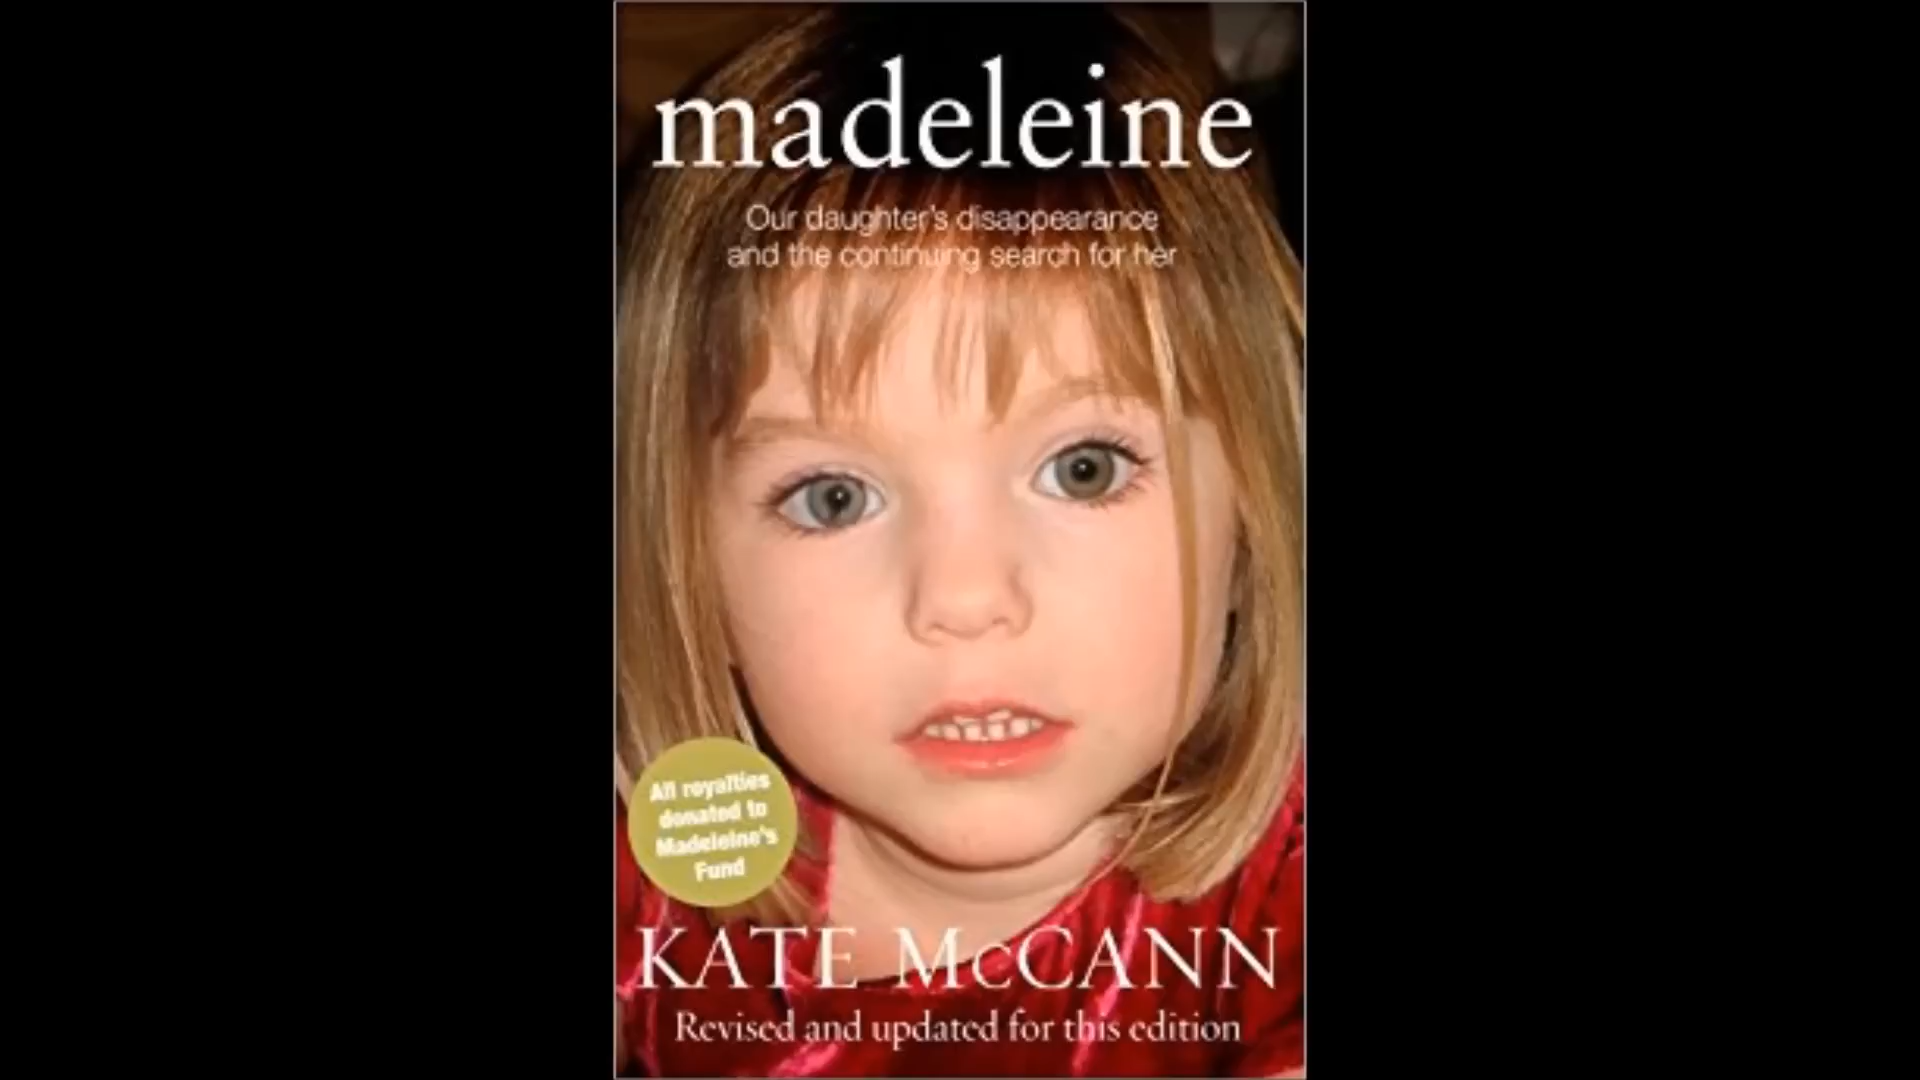 madeleine
Our daughter's disappearance
and the continuing search for her
All royalties
donated to
Madeleine's
Fund
KATE McCANN
Revised and updated for this edition